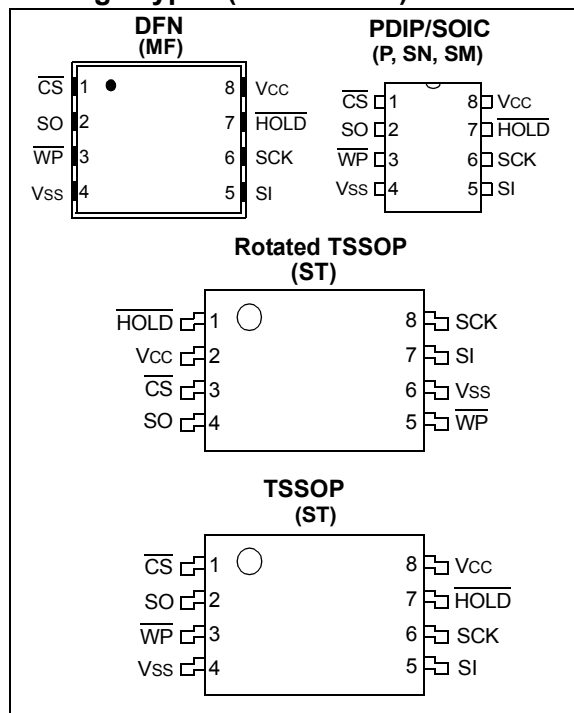 DFN
(MF)
CS 1 8 VCC
SO 2 7 HOLD
WP 3 6 SCK
VSS 4 5 SI
PDIP/SOIC
(P, SN, SM)
CS 1 8 VCC
SO 2 7 HOLD
WP 3 6 SCK
VSS 4 5 SI
Rotated TSSOP
(ST)
HOLD 1 8 SCK
VCC 2 7 SI
CS 3 6 VSS
SO 4 5 WP
TSSOP
(ST)
CS 1 8 VCC
SO 2 7 HOLD
WP 3 6 SCK
VSS 4 5 SI